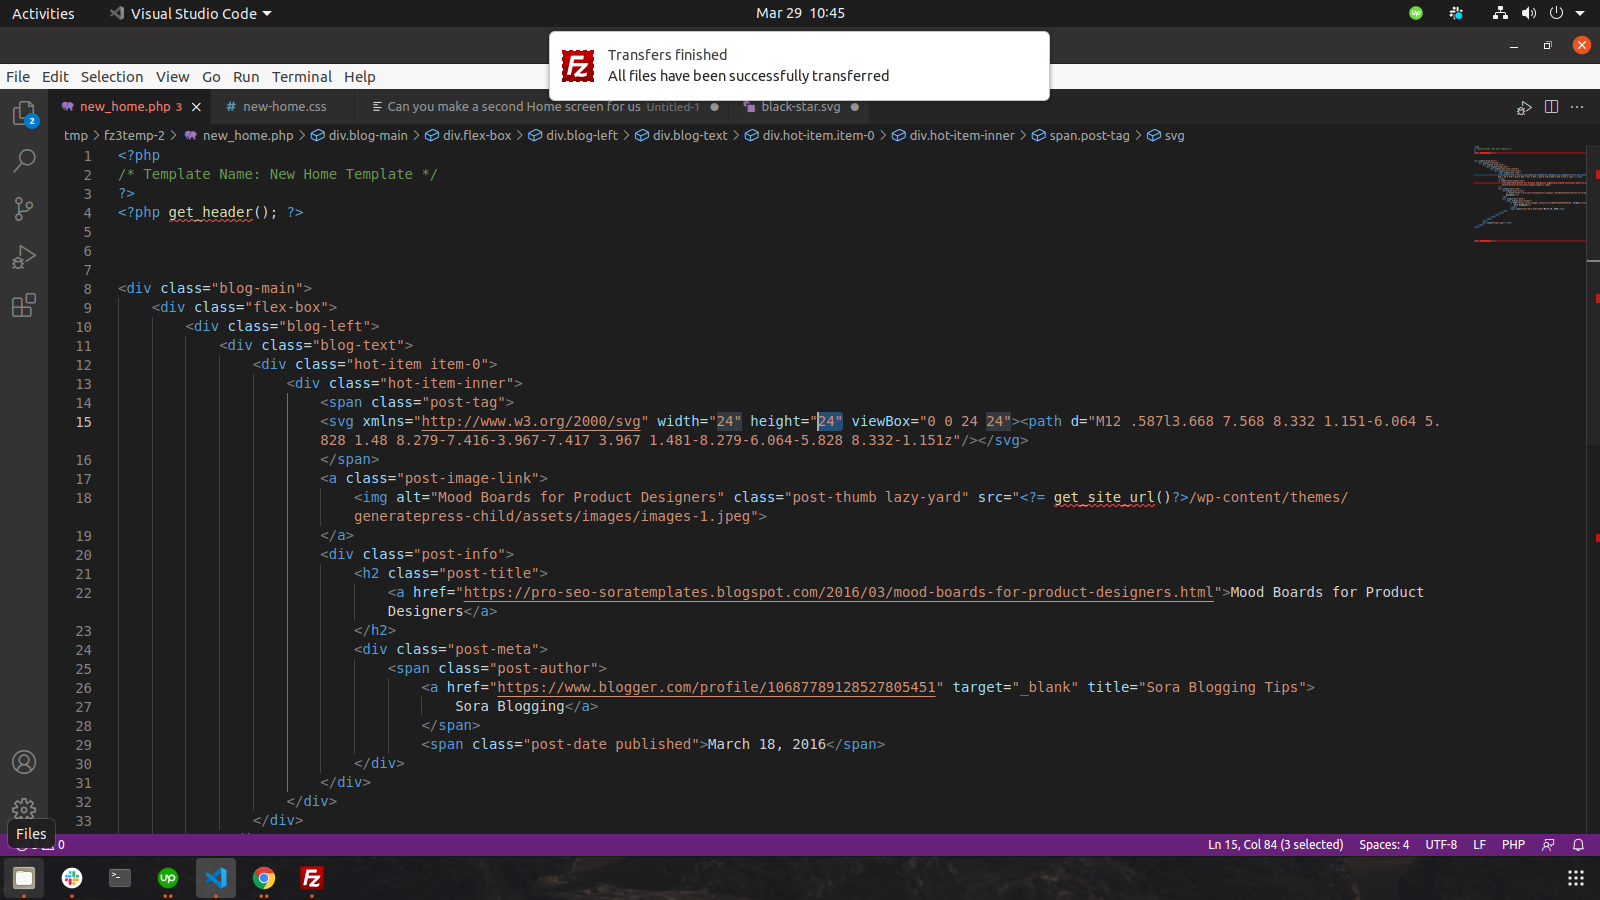 Activities Visual Studio Code Mar 29 10:45
Transfers finished
All files have been successfully transferred
File Edit Selection View Go Run Terminal Help
new_home.php 3 # new-home.css Can you make a second Home screen for us Untitled-1 black-star.svg
tmp > fz3temp-2 > new_home.php > div.blog-main > div.flex-box > div.blog-left > div.blog-text > div.hot-item.item-0 > div.hot-item-inner > span.post-tag > svg
1 <?php
2 /* Template Name: New Home Template */
3 ?>
4 <?php get_header(); ?>
5
6
7
8 <div class="blog-main">
9 <div class="flex-box">
10 <div class="blog-left">
11 <div class="blog-text">
12 <div class="hot-item item-0">
13 <div class="hot-item-inner">
14 <span class="post-tag">
15 <svg xmlns="http://www.w3.org/2000/svg" width="24" height="24" viewBox="0 0 24 24"><path d="M12 .587l3.668 7.568 8.332 1.151-6.064 5.
828 1.48 8.279-7.416-3.967-7.417 3.967 1.481-8.279-6.064-5.828 8.332-1.151z"/></svg>
16 </span>
17 <a class="post-image-link">
18 <img alt="Mood Boards for Product Designers" class="post-thumb lazy-yard" src="<?= get_site_url()?>/wp-content/themes/
generatepress-child/assets/images/images-1.jpeg">
19 </a>
20 <div class="post-info">
21 <h2 class="post-title">
22 <a href="https://pro-seo-soratemplates.blogspot.com/2016/03/mood-boards-for-product-designers.html">Mood Boards for Product
Designers</a>
23 </h2>
24 <div class="post-meta">
25 <span class="post-author">
26 <a href="https://www.blogger.com/profile/10687789128527805451" target="_blank" title="Sora Blogging Tips">
27 Sora Blogging</a>
28 </span>
29 <span class="post-date published">March 18, 2016</span>
30 </div>
31 </div>
32 </div>
33 </div>
2
Files
0 Ln 15, Col 84 (3 selected) Spaces: 4 UTF-8 LF PHP
up
Fz